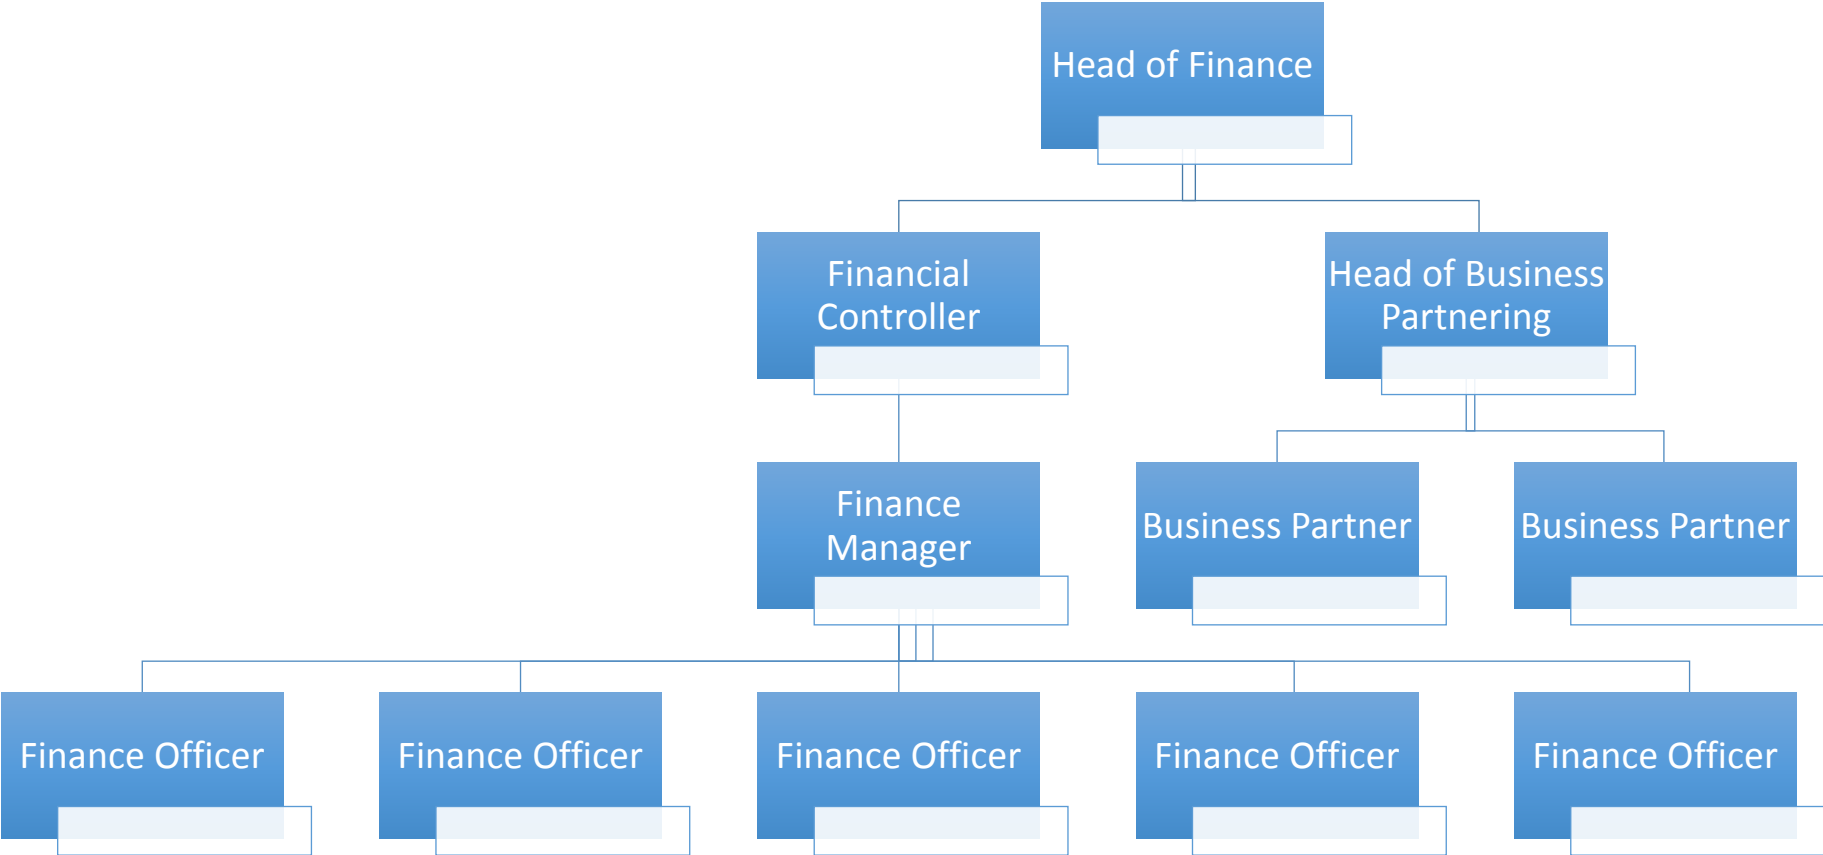 Head of Finance
Financial
Controller
Head of Business
Partnering
Finance
Manager
Business Partner
Business Partner
Finance Officer
Finance Officer
Finance Officer
Finance Officer
Finance Officer